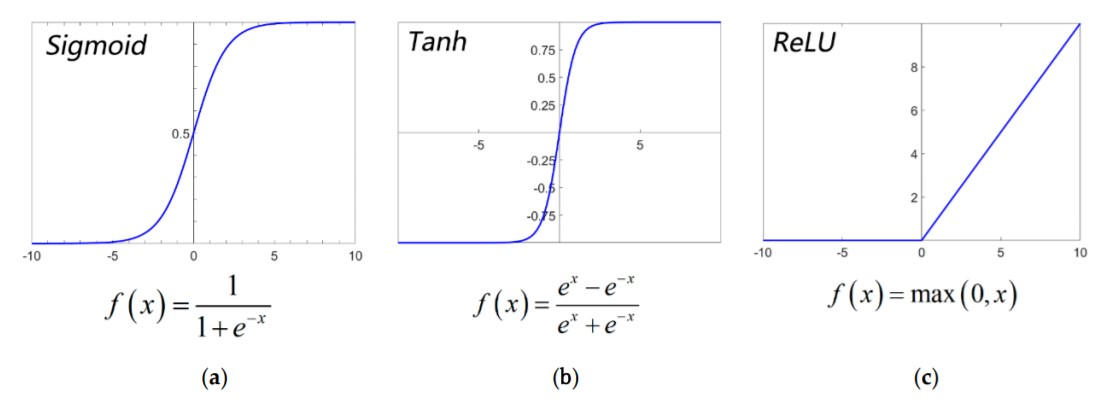 Sigmoid
0.5
-10 -5 0 5 10
f(x) = 1 / (1 + e^{-x})
(a)
Tanh
0.75
0.5
0.25
-5 5
-0.25
-0.5
-0.75
f(x) = (e^x − e^{-x}) / (e^x + e^{-x})
(b)
ReLU
8
6
4
2
-10 -5 0 5 10
f(x) = max(0, x)
(c)